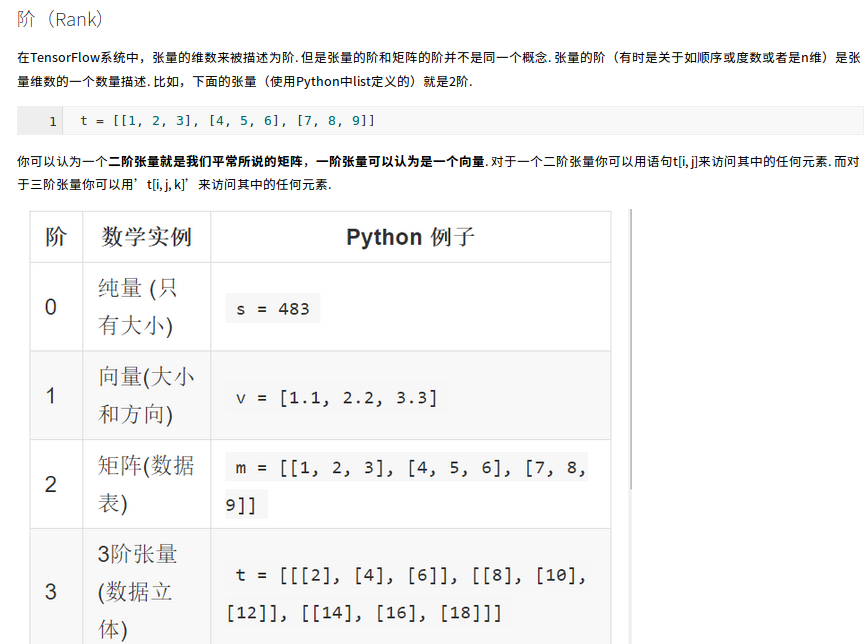 阶（Rank）
在TensorFlow系统中，张量的维数来被描述为阶.但是张量的阶和矩阵的阶并不是同一个概念.张量的阶（有时是关于如顺序或度数或者是n维）是张
量维数的一个数量描述.比如，下面的张量（使用Python中list定义的）就是2阶.
1 t = [[1, 2, 3], [4, 5, 6], [7, 8, 9]]
你可以认为一个二阶张量就是我们平常所说的矩阵，一阶张量可以认为是一个向量.对于一个二阶张量你可以用语句t[i, j]来访问其中的任何元素.而对
于三阶张量你可以用’t[i, j, k]’来访问其中的任何元素.
阶 数学实例 Python 例子
0 纯量 (只
有大小) s = 483
1 向量(大小
和方向) v = [1.1, 2.2, 3.3]
2 矩阵(数据
表) m = [[1, 2, 3], [4, 5, 6], [7, 8,
9]]
3 3阶张量
(数据立
体) t = [[[2], [4], [6]], [[8], [10],
[12]], [[14], [16], [18]]]